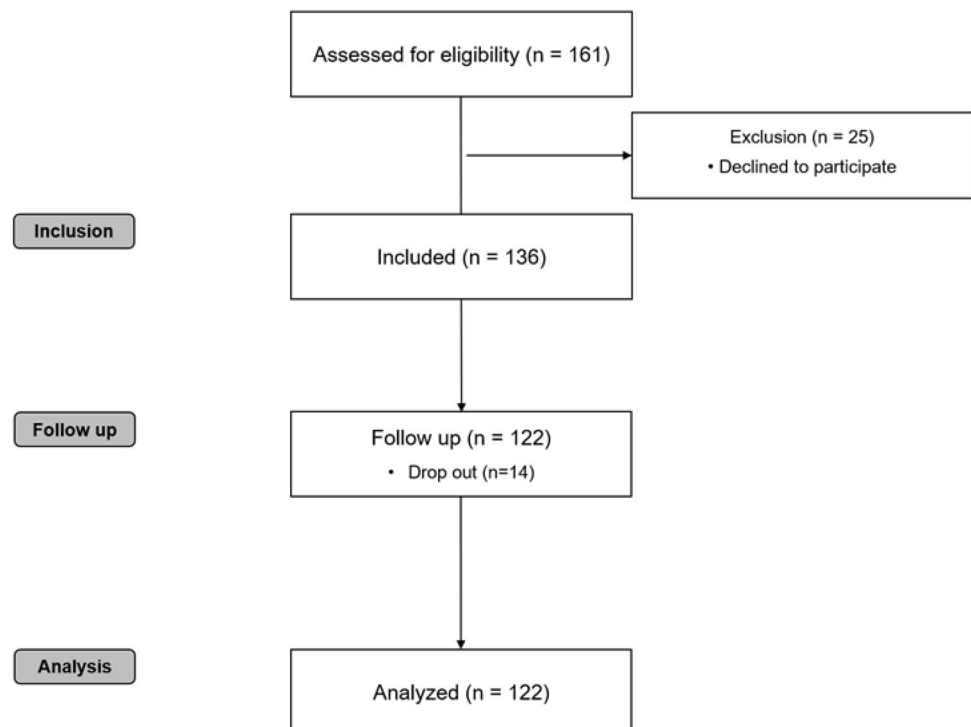 Assessed for eligibility (n = 161)
Exclusion (n = 25)
• Declined to participate
Inclusion
Included (n = 136)
Follow up
Follow up (n = 122)
• Drop out (n=14)
Analysis
Analyzed (n = 122)